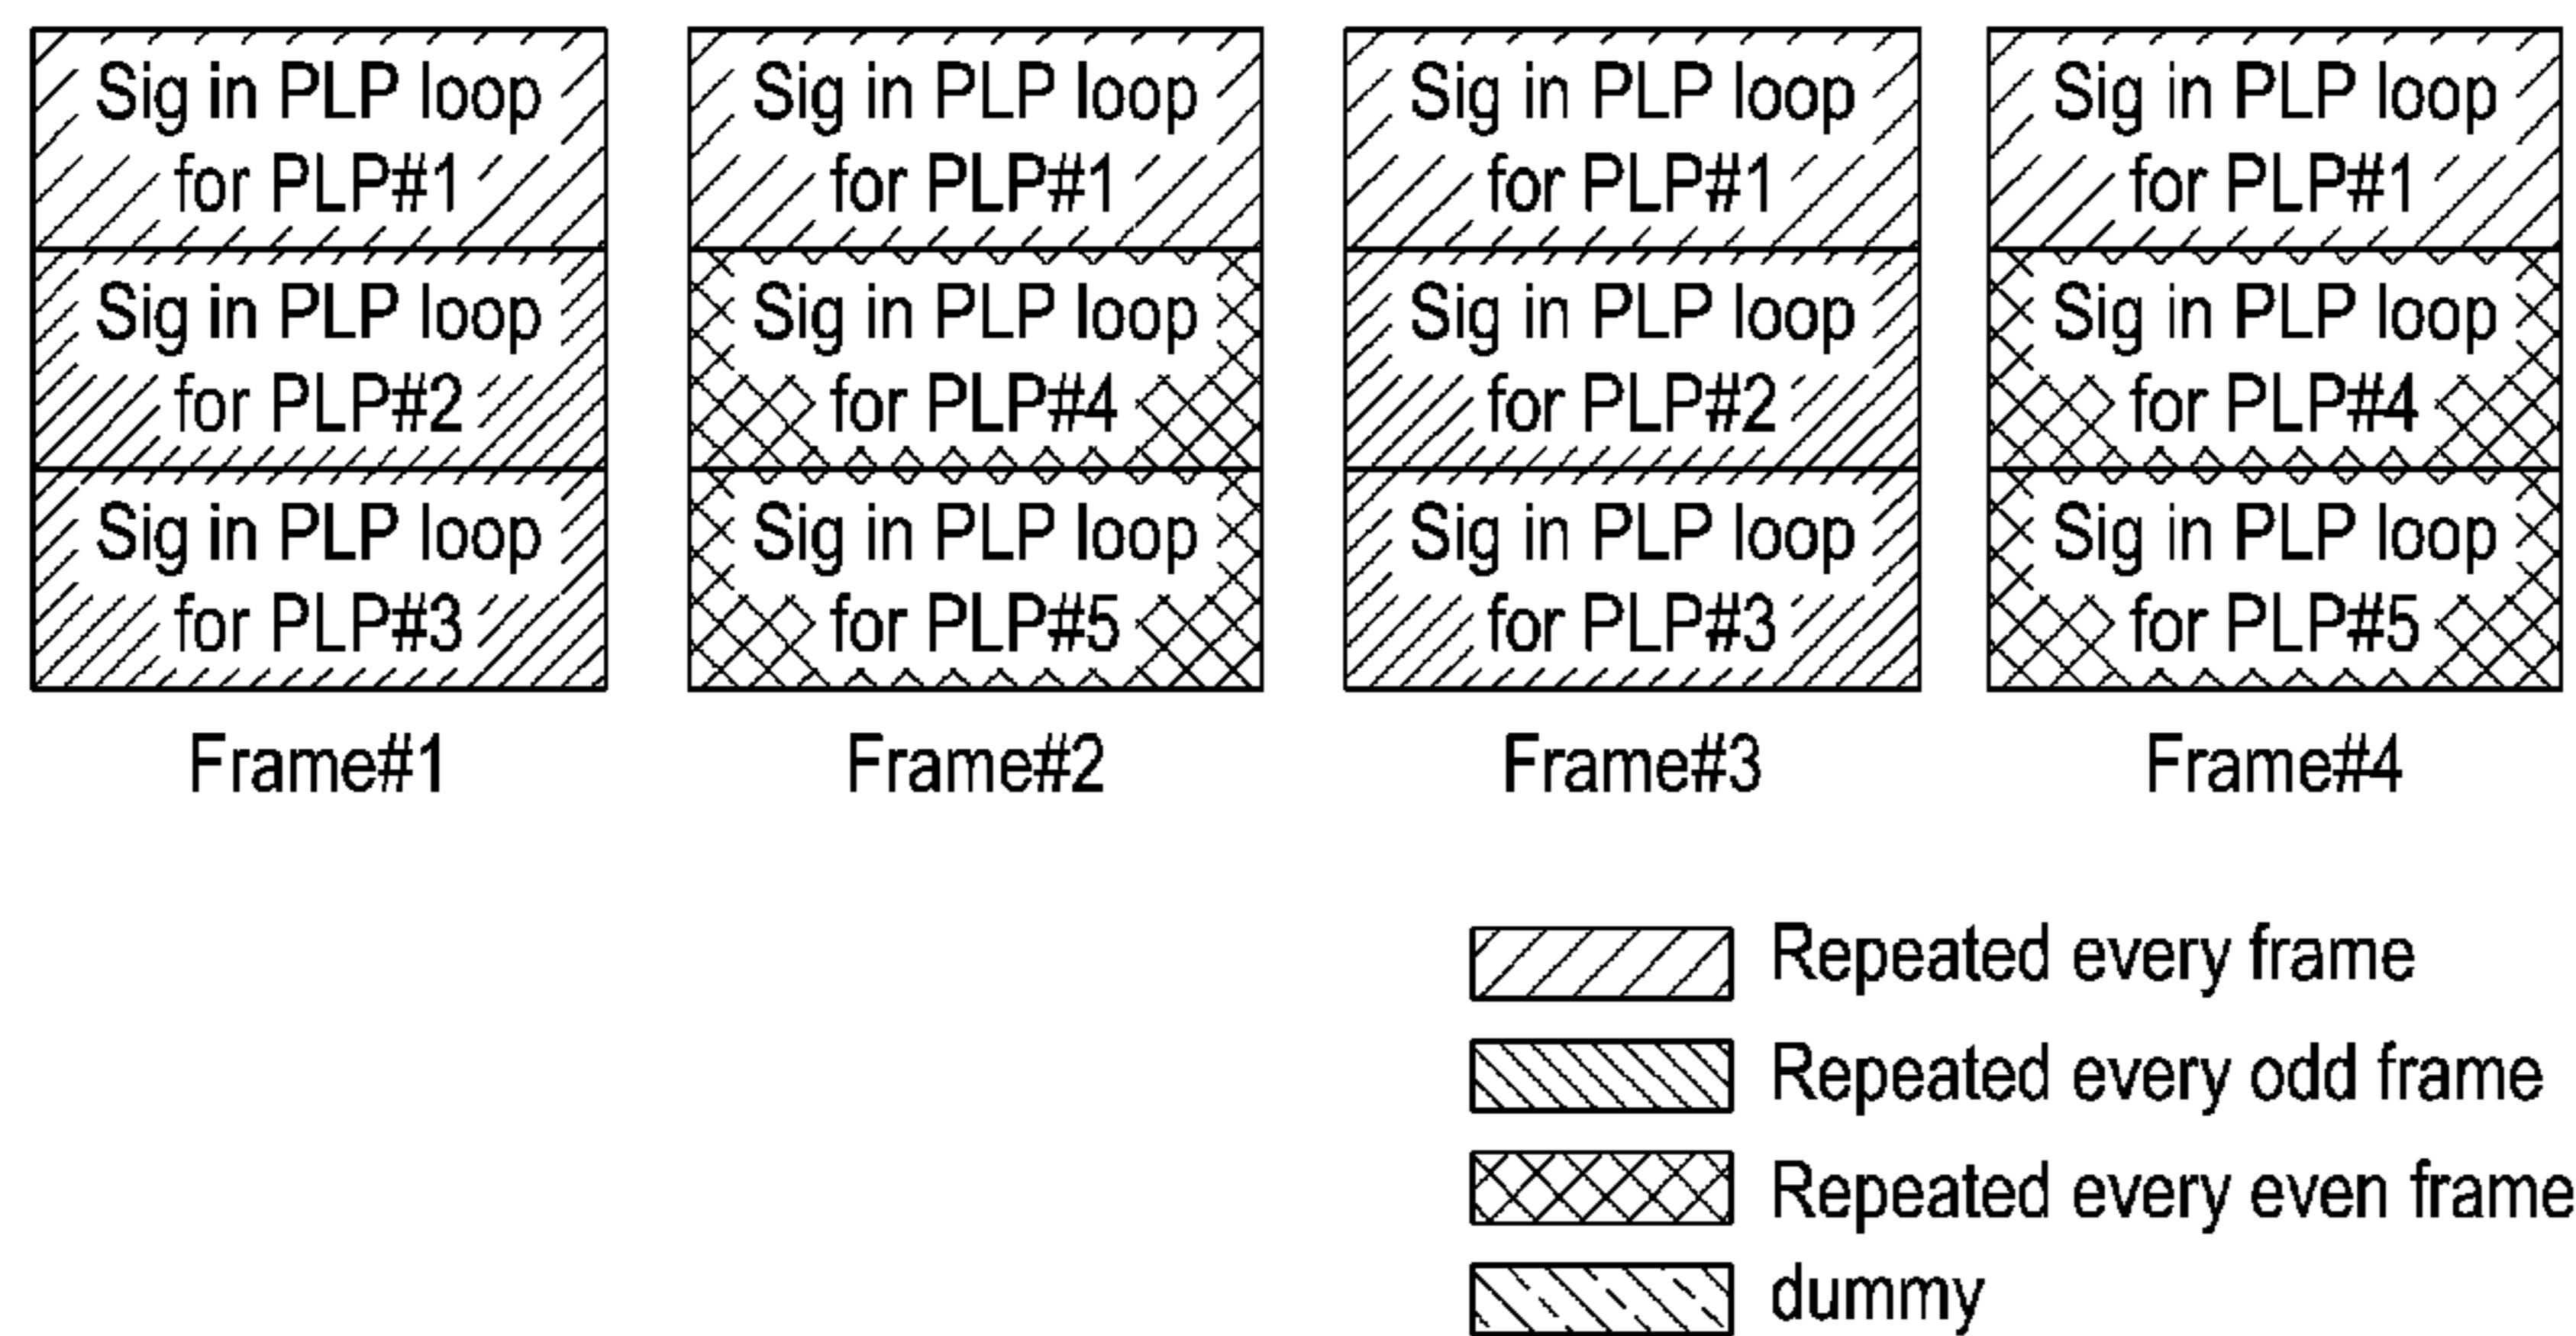 Sig in PLP loop
for PLP#1
Sig in PLP loop
for PLP#2
Sig in PLP loop
for PLP#3
Frame#1
Sig in PLP loop
for PLP#1
Sig in PLP loop
for PLP#4
Sig in PLP loop
for PLP#5
Frame#2
Sig in PLP loop
for PLP#1
Sig in PLP loop
for PLP#2
Sig in PLP loop
for PLP#3
Frame#3
Sig in PLP loop
for PLP#1
Sig in PLP loop
for PLP#4
Sig in PLP loop
for PLP#5
Frame#4
Repeated every frame
Repeated every odd frame
Repeated every even frame
dummy